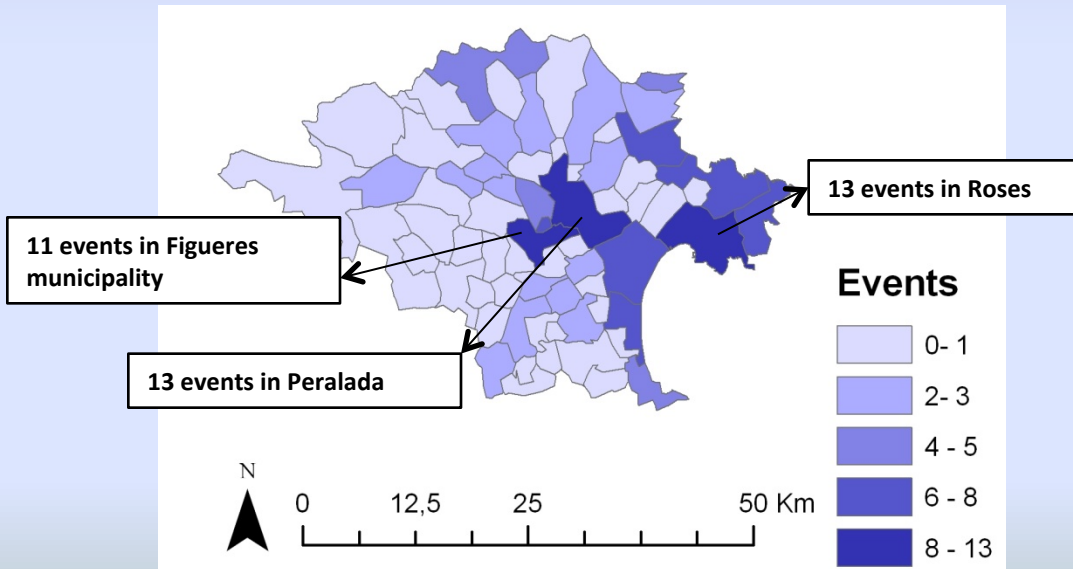 13 events in Roses
11 events in Figueres
municipality
13 events in Peralada
Events
0- 1
2- 3
4 - 5
6 - 8
8 - 13
N
0 12,5 25 50 Km